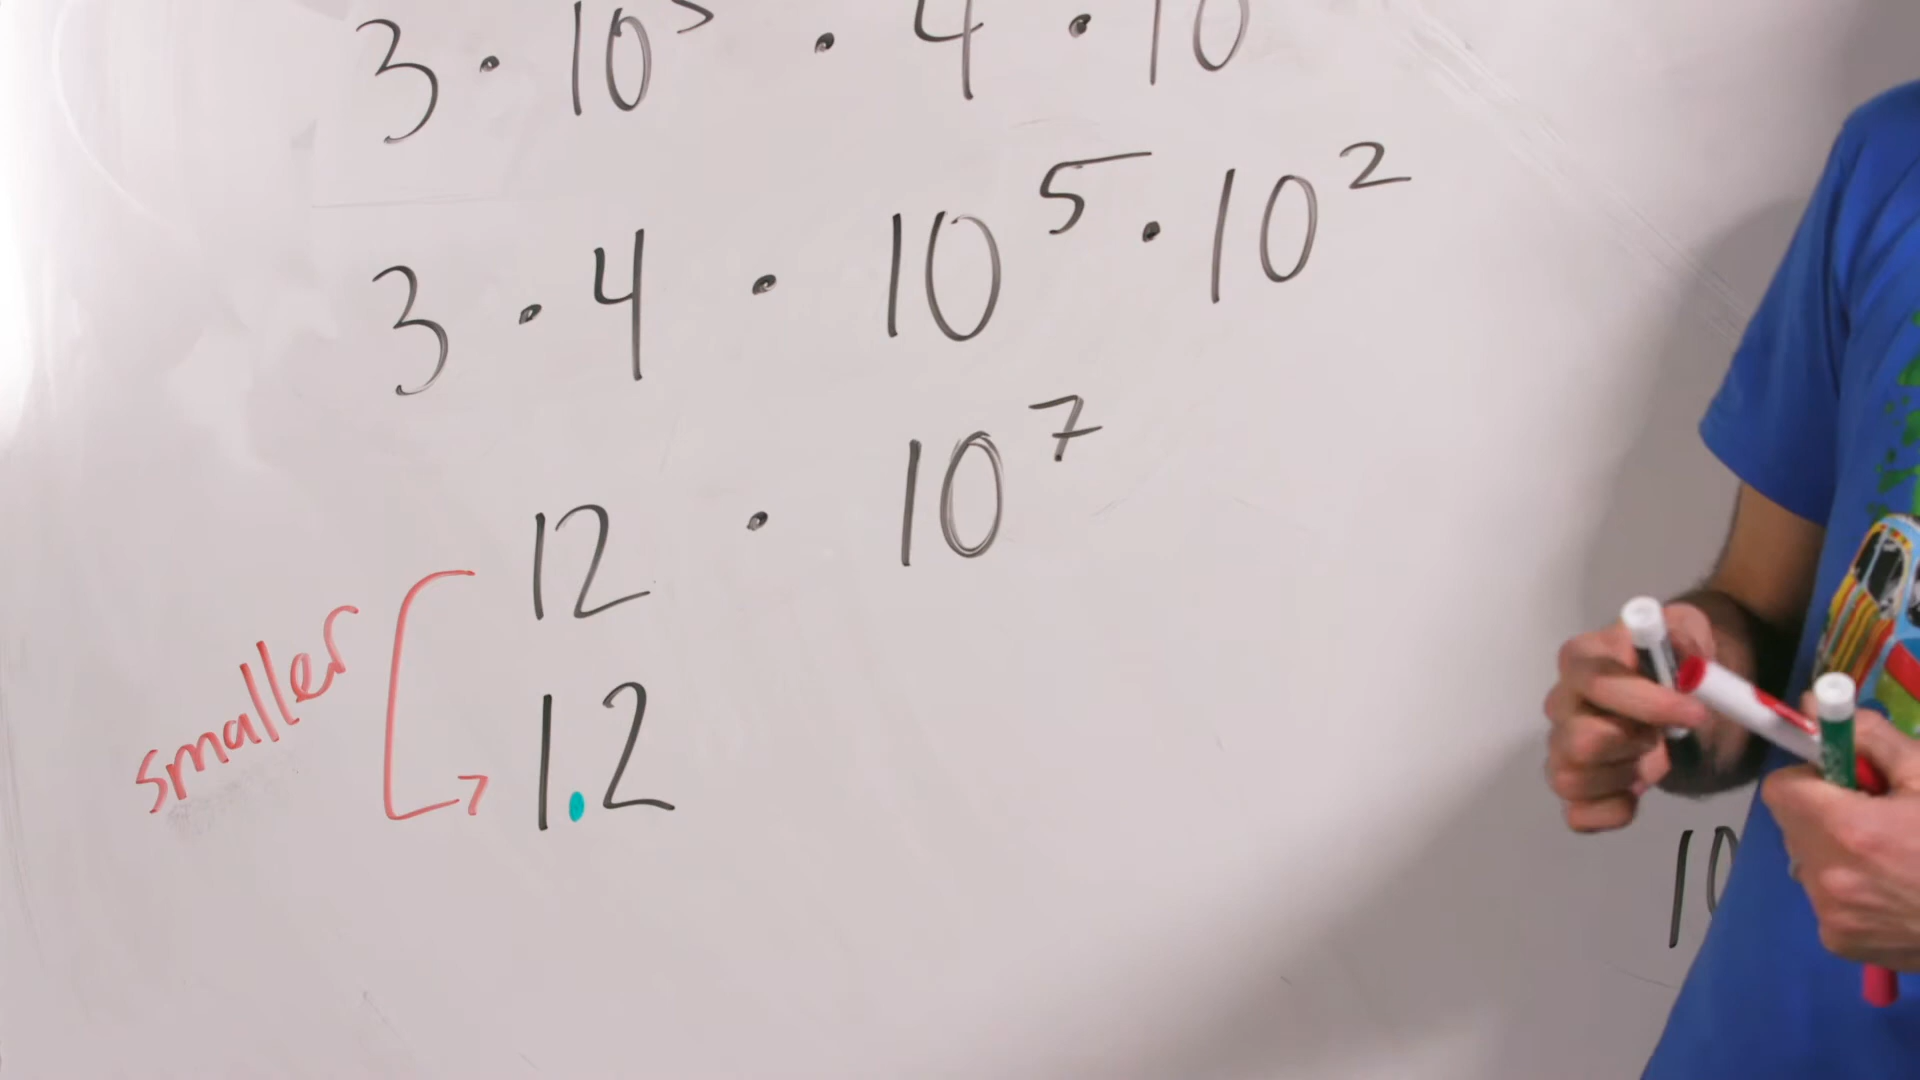 3 · 10⁵ · 4 · 10
3 · 4 · 10⁵ · 10²
12 · 10⁷
smaller
1.2
10